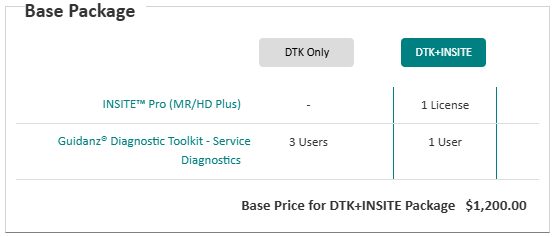 Base Package
DTK Only DTK+INSITE
INSITE™ Pro (MR/HD Plus) - 1 License
Guidanz® Diagnostic Toolkit - Service 3 Users 1 User
Diagnostics
Base Price for DTK+INSITE Package $1,200.00